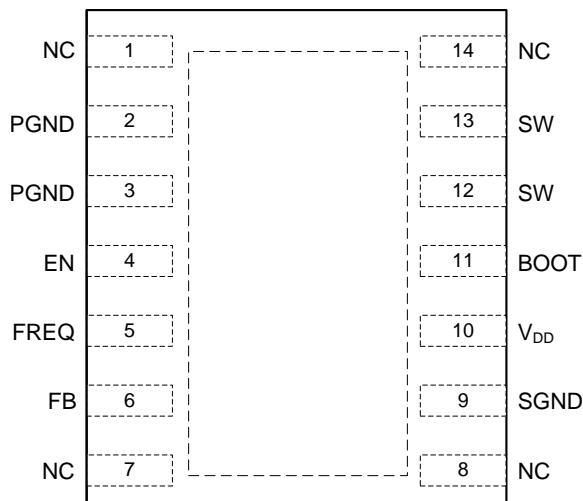 NC 1 14 NC
PGND 2 13 SW
PGND 3 12 SW
EN 4 11 BOOT
FREQ 5 10 VDD
FB 6 9 SGND
NC 7 8 NC